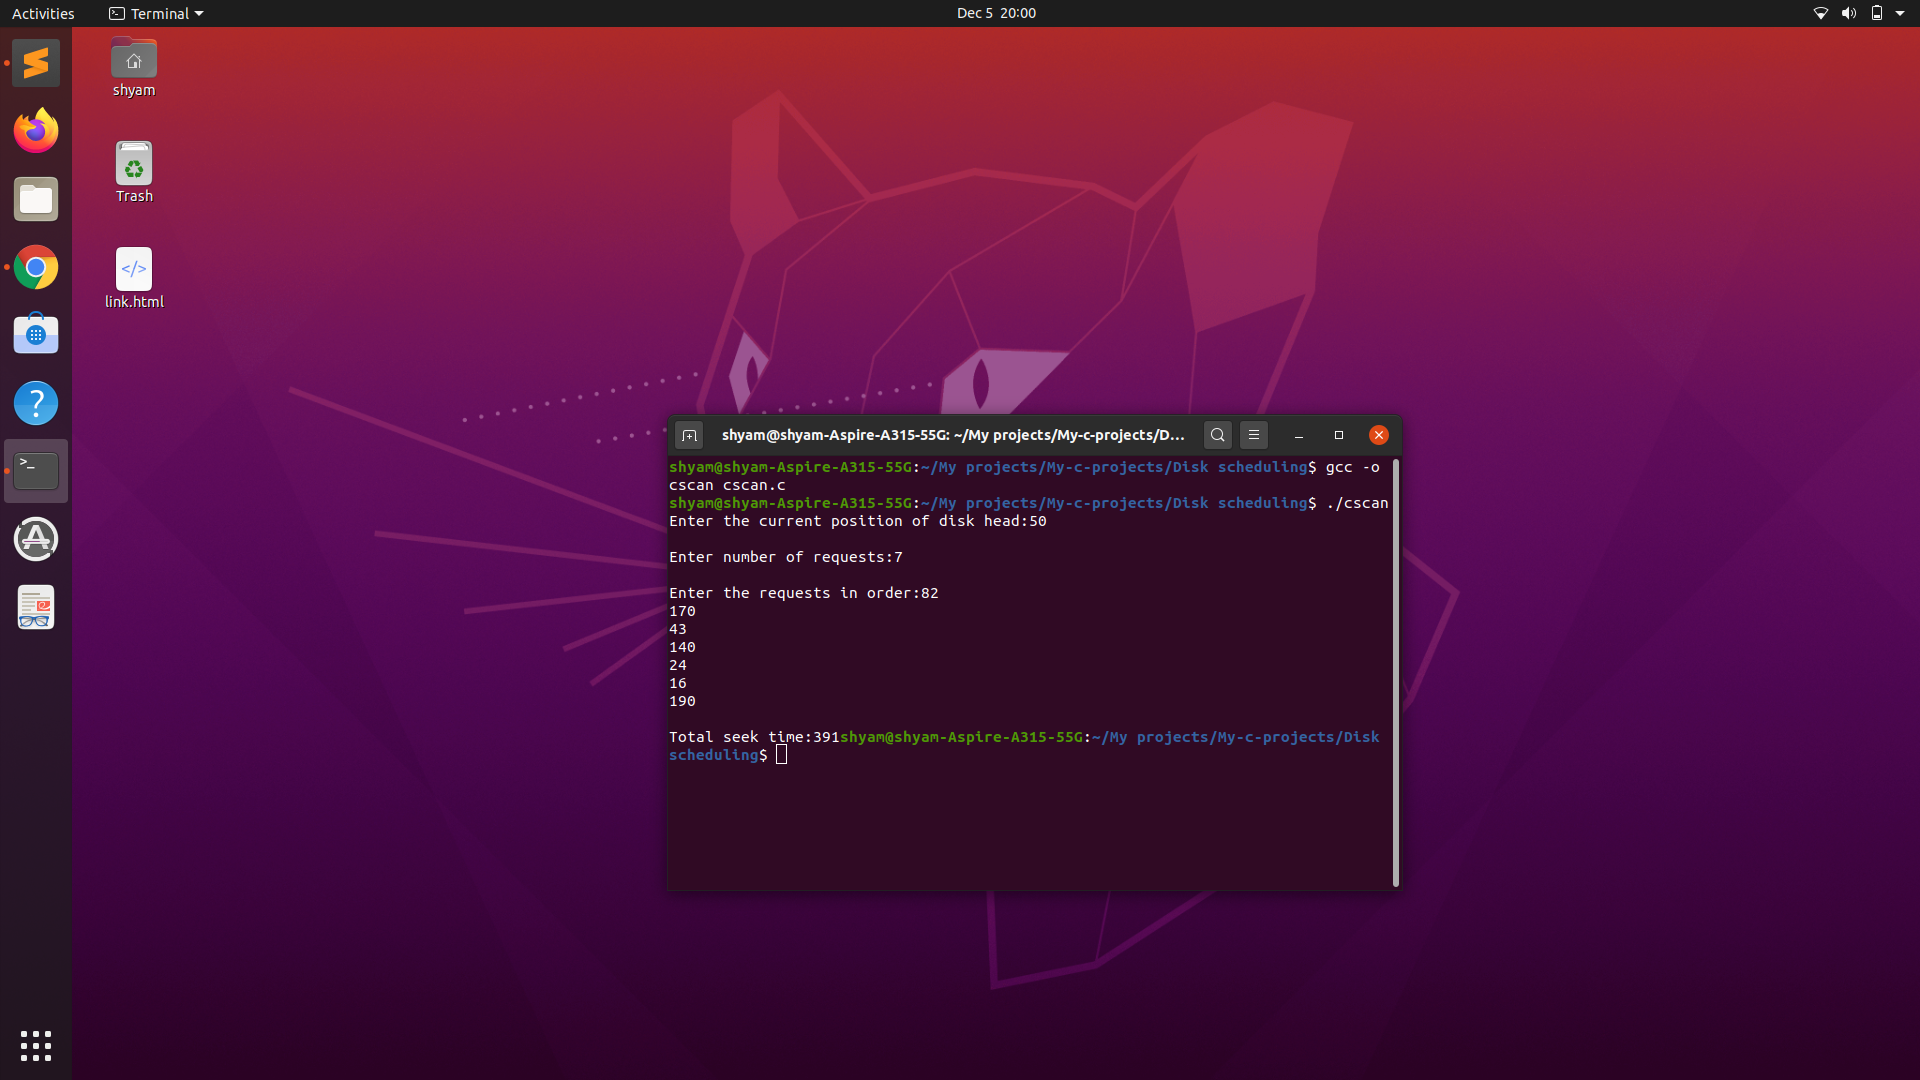 Activities
Terminal
Dec 5 20:00
shyam
Trash
</>
link.html
?
>_
A
shyam@shyam-Aspire-A315-55G: ~/My projects/My-c-projects/D...
shyam@shyam-Aspire-A315-55G:~/My projects/My-c-projects/Disk scheduling$ gcc -o
cscan cscan.c
shyam@shyam-Aspire-A315-55G:~/My projects/My-c-projects/Disk scheduling$ ./cscan
Enter the current position of disk head:50
Enter number of requests:7
Enter the requests in order:82
170
43
140
24
16
190
Total seek time:391shyam@shyam-Aspire-A315-55G:~/My projects/My-c-projects/Disk
scheduling$